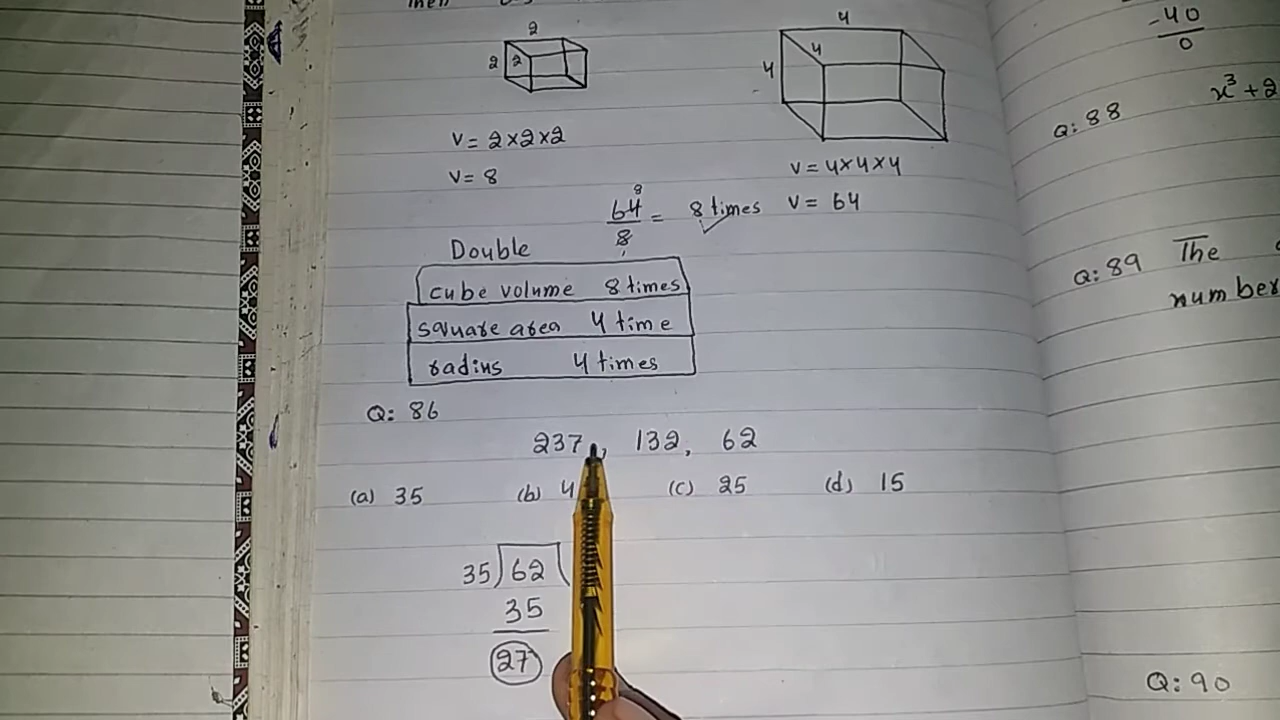 2
2 2
V = 2×2×2
V = 8
4
4
4
V = 4×4×4
V = 64
8
64/8 = 8 times
Double
cube volume 8 times
square area 4 time
radius 4 times
Q: 86
237, 132, 62
(a) 35 (b) 4 (c) 25 (d) 15
35) 62 (
35
27
-40
0
Q: 88 x³ + 2
Q: 89 The
number
Q: 90